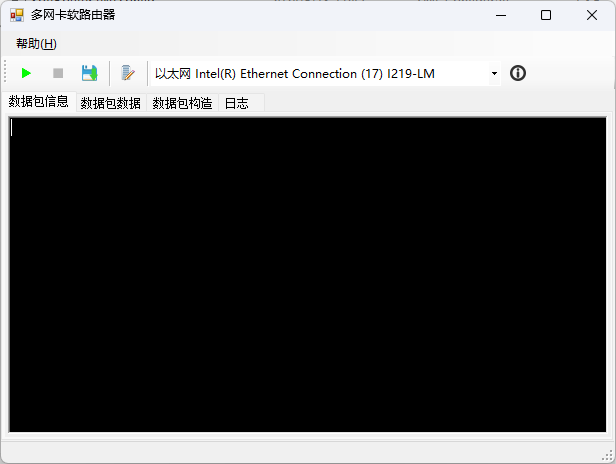 多网卡软路由器
帮助(H)
以太网 Intel(R) Ethernet Connection (17) I219-LM
数据包信息 数据包数据 数据包构造 日志